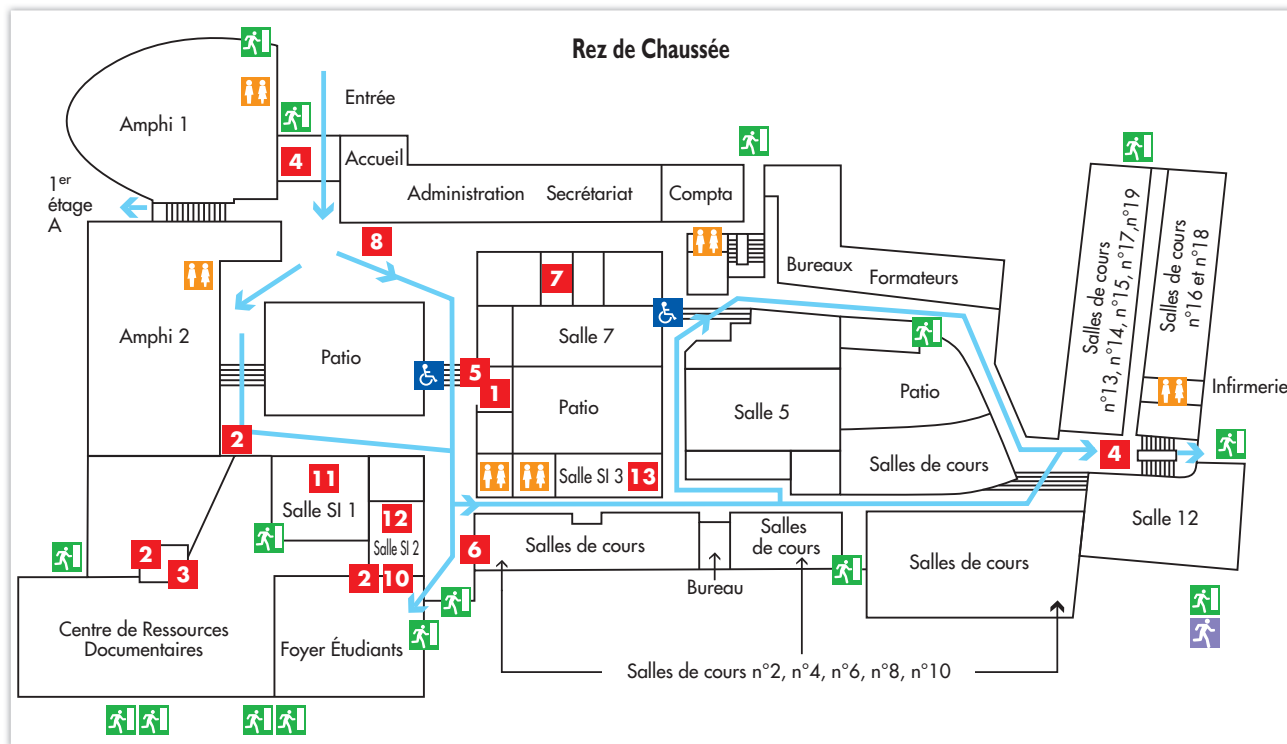 Rez de Chaussée
Entrée
Amphi 1
4
Accueil
1er
étage
A
Administration Secrétariat
Compta
8
7
Bureaux
Formateurs
Salles de cours
n°13, n°14, n°15, n°17,n°19
Salles de cours
n°16 et n°18
Amphi 2
Patio
Salle 7
5
1
Patio
Salle 5
Patio
Infirmerie
2
Salles de cours
4
11
Salle SI 1
Salle SI 3
13
12
Salle SI 2
Salle 12
2
3
2
10
6
Salles de cours
Salles
de cours
Salles de cours
Bureau
Centre de Ressources
Documentaires
Foyer Étudiants
Salles de cours n°2, n°4, n°6, n°8, n°10